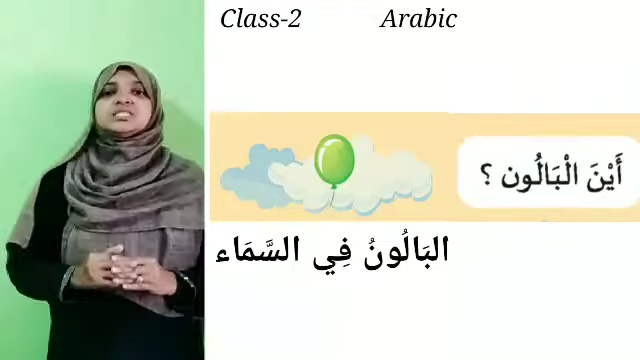 Class-2 Arabic
أَيْنَ الْبَالُون ؟
البَالُونُ فِي السَّمَاء